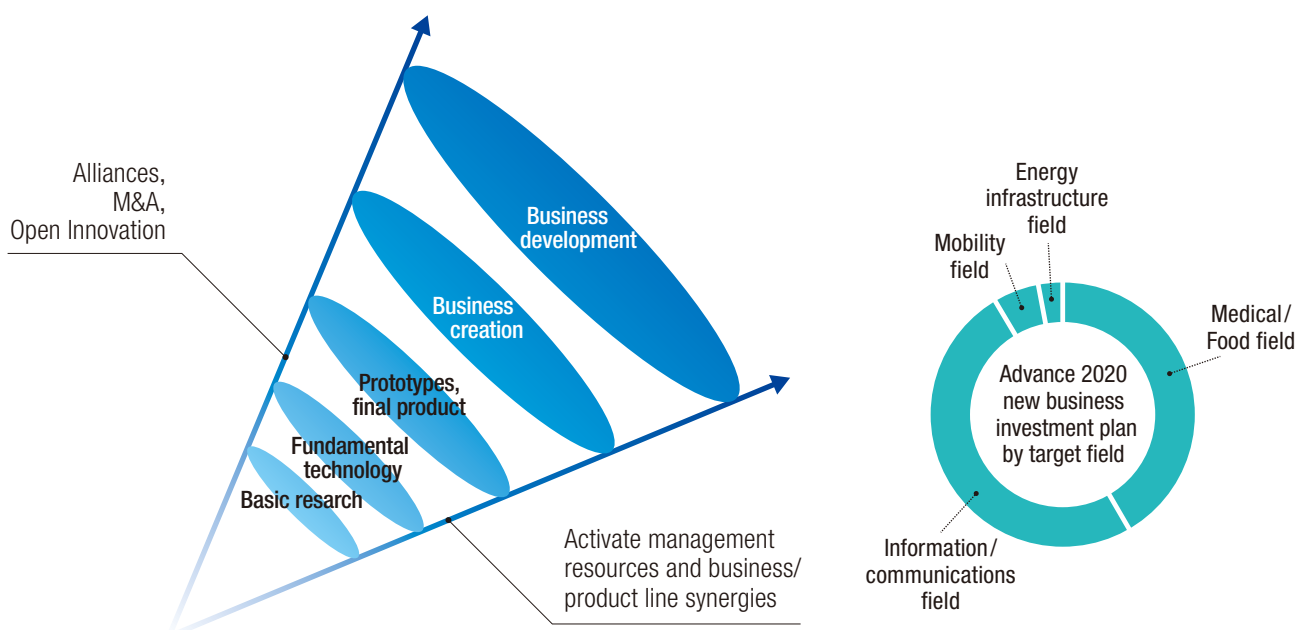 Alliances,
M&A,
Open Innovation
Business
development
Business
creation
Prototypes,
final product
Fundamental
technology
Basic resarch
Activate management
resources and business/
product line synergies
Energy
infrastructure
field
Mobility
field
Medical/
Food field
Advance 2020
new business
investment plan
by target field
Information/
communications
field